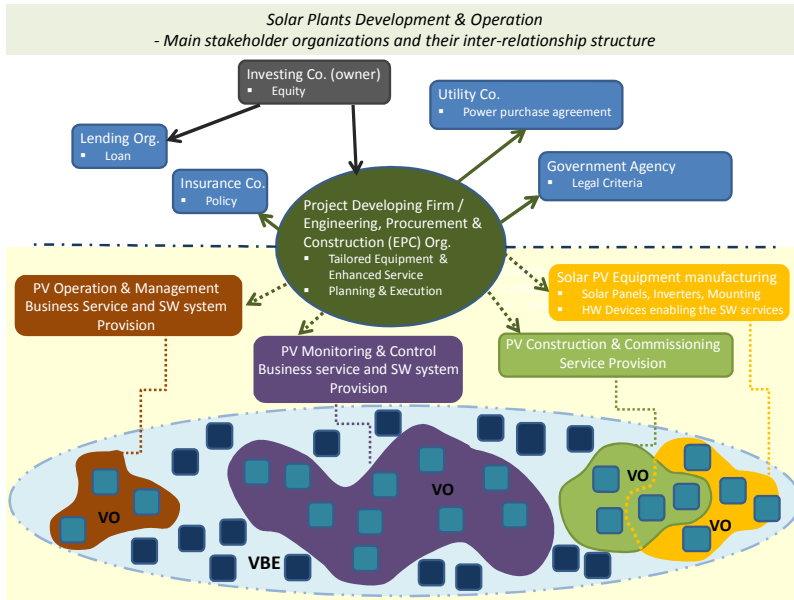 Solar Plants Development & Operation
- Main stakeholder organizations and their inter-relationship structure
Investing Co. (owner)
▪ Equity
Utility Co.
▪ Power purchase agreement
Lending Org.
▪ Loan
Insurance Co.
▪ Policy
Government Agency
▪ Legal Criteria
Project Developing Firm /
Engineering, Procurement &
Construction (EPC) Org.
▪ Tailored Equipment &
Enhanced Service
▪ Planning & Execution
PV Operation & Management
Business Service and SW system
Provision
Solar PV Equipment manufacturing
▪ Solar Panels, Inverters, Mounting
▪ HW Devices enabling the SW services
PV Monitoring & Control
Business service and SW system
Provision
PV Construction & Commissioning
Service Provision
VO
VO
VO
VO
VBE